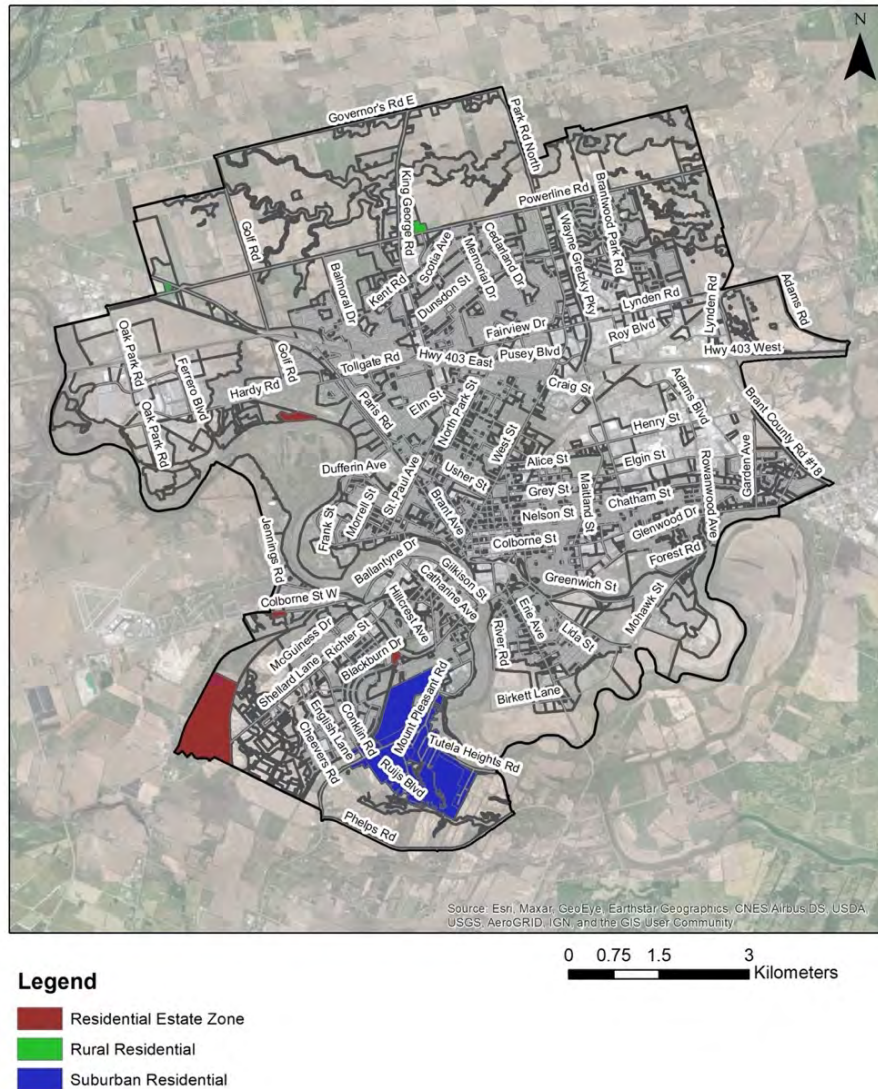 N
Governor's Rd E
Park Rd North
King George Rd
Powerline Rd
Golf Rd
Scotia Ave
Kent Rd
Balmoral Dr
Dunsdon St
Memorial Dr
Cedarland Dr
Wayne Gretzky Pky
Brantwood Park Rd
Lynden Rd
Lynden Rd
Adams Rd
Fairview Dr
Roy Blvd
Hwy 403 East
Pusey Blvd
Hwy 403 West
Oak Park Rd
Ferrero Blvd
Golf Rd
Tollgate Rd
Hardy Rd
Oak Park Rd
Paris Rd
Elm St
North Park St
Craig St
West St
Henry St
Adams Blvd
Brant County Rd #18
Dufferin Ave
St. Paul Ave
Usher St
Alice St
Elgin St
Rowanwood Ave
Garden Ave
Frank St
Morrell St
Brant Ave
Grey St
Maitland St
Chatham St
Nelson St
Glenwood Dr
Colborne St
Forest Rd
Jennings Rd
Ballantyne Dr
Gilkison St
Catharine Ave
Greenwich St
Mohawk St
Colborne St W
Hillcrest Ave
Erie Ave
Lida St
McGuiness Dr
Richter St
Blackburn Dr
River Rd
Shellard Lane
Birkett Lane
Mount Pleasant Rd
English Lane
Conklin Rd
Cheevers Rd
Tutela Heights Rd
Ruijs Blvd
Phelps Rd
Source: Esri, Maxar, GeoEye, Earthstar Geographics, CNES/Airbus DS, USDA,
USGS, AeroGRID, IGN, and the GIS User Community
0 0.75 1.5 3
Kilometers
Legend
Residential Estate Zone
Rural Residential
Suburban Residential